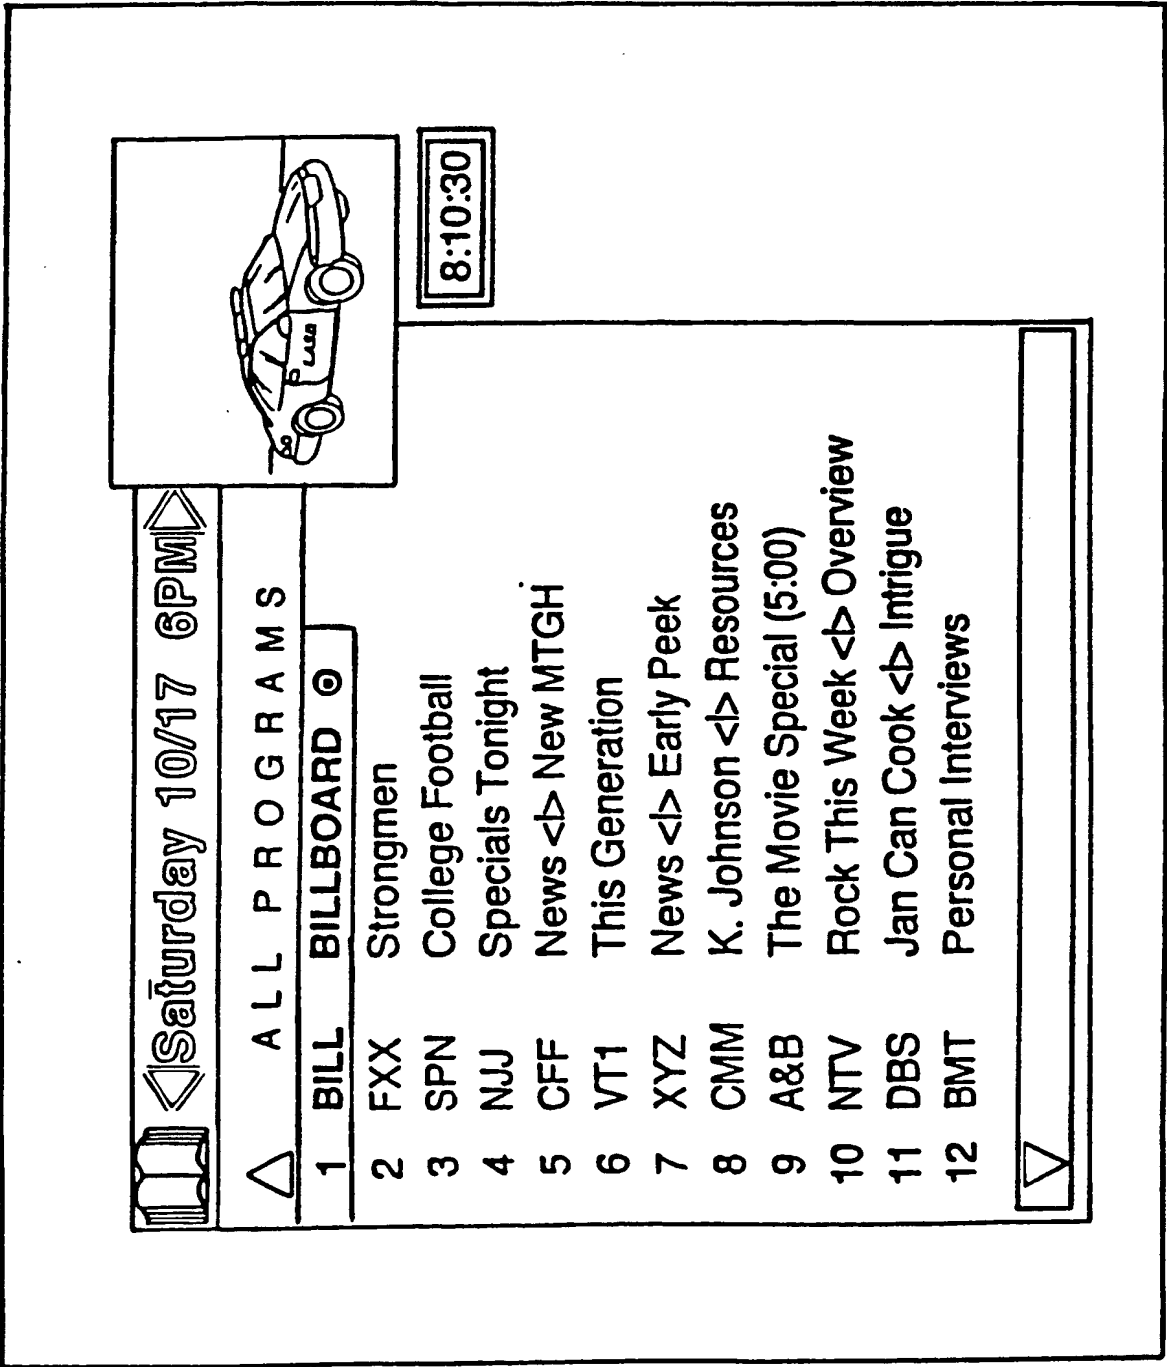 Saturday 10/17 6PM
ALL PROGRAMS
1 BILL BILLBOARD
2 FXX Strongmen
3 SPN College Football
4 NJJ Specials Tonight
5 CFF News <|> New MTGH
6 VT1 This Generation
7 XYZ News <|> Early Peek
8 CMM K. Johnson <|> Resources
9 A&B The Movie Special (5:00)
10 NTV Rock This Week <|> Overview
11 DBS Jan Can Cook <|> Intrigue
12 BMT Personal Interviews
8:10:30